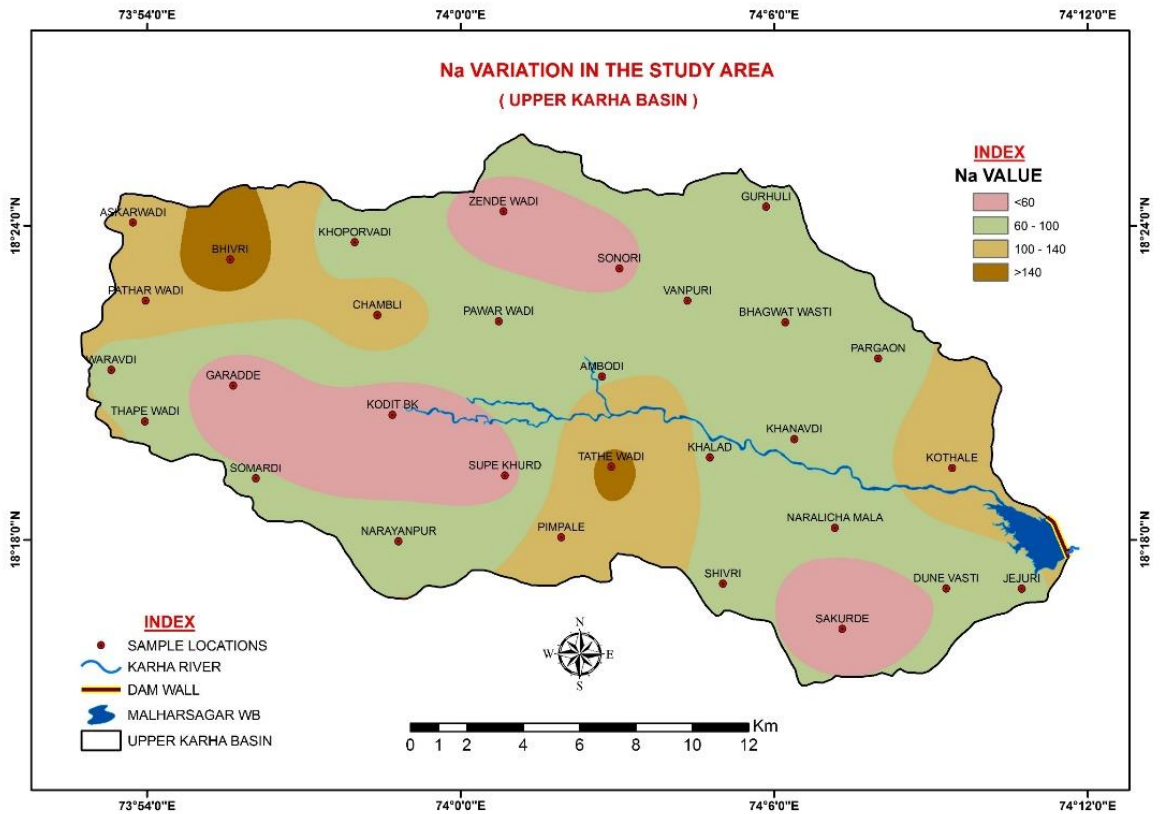 73°54'0"E 74°0'0"E 74°6'0"E 74°12'0"E
Na VARIATION IN THE STUDY AREA
( UPPER KARHA BASIN )
INDEX
Na VALUE
<60
60 - 100
100 - 140
>140
18°24'0"N
18°24'0"N
ZENDE WADI
GURHULI
ASKARWADI
KHOPORVADI
BHIVRI
SONORI
PATHAR WADI
CHAMBLI
PAWAR WADI
VANPURI
BHAGWAT WASTI
PARGAON
WARAVDI
GARADDE
AMBODI
KODIT BK
THAPE WADI
KHANAVDI
KHALAD
TATHE WADI
KOTHALE
SOMARDI
SUPE KHURD
NARAYANPUR
PIMPALE
NARALICHA MALA
18°18'0"N
18°18'0"N
SHIVRI
DUNE VASTI
JEJURI
SAKURDE
INDEX
SAMPLE LOCATIONS
KARHA RIVER
DAM WALL
MALHARSAGAR WB
UPPER KARHA BASIN
N
W E
S
Km
0 1 2 4 6 8 10 12
73°54'0"E 74°0'0"E 74°6'0"E 74°12'0"E